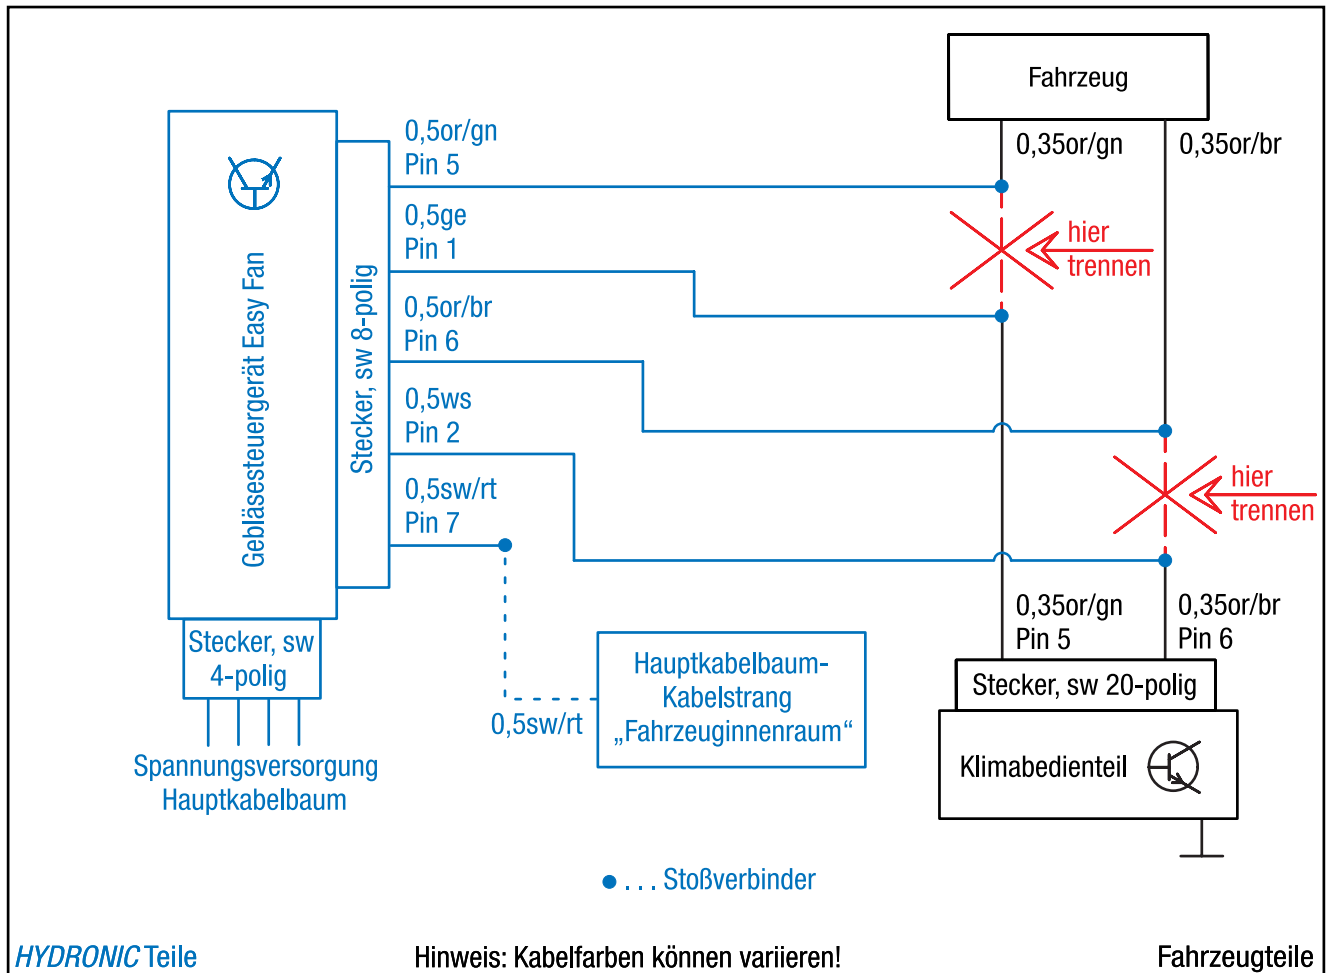 Fahrzeug
0,35or/gn
0,35or/br
0,5or/gn
Pin 5
0,5ge
Pin 1
0,5or/br
Pin 6
0,5ws
Pin 2
0,5sw/rt
Pin 7
Gebläsesteuergerät Easy Fan
Stecker, sw 8-polig
hier
trennen
hier
trennen
0,35or/gn
Pin 5
0,35or/br
Pin 6
Stecker, sw
4-polig
Spannungsversorgung
Hauptkabelbaum
0,5sw/rt
Hauptkabelbaum-
Kabelstrang
„Fahrzeuginnenraum“
Stecker, sw 20-polig
Klimabedienteil
. . . Stoßverbinder
HYDRONIC Teile
Hinweis: Kabelfarben können variieren!
Fahrzeugteile